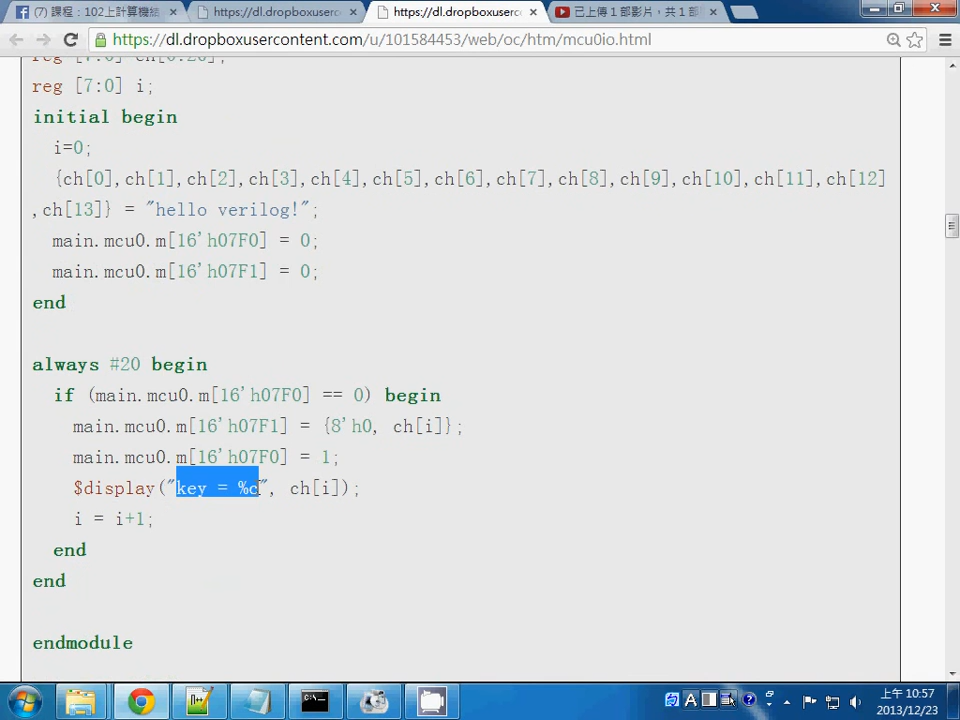 (7) 課程：102上計算機結
https://dl.dropboxuserc
https://dl.dropboxuserc
已上傳 1 部影片，共 1 部
https://dl.dropboxusercontent.com/u/101584453/web/oc/htm/mcu0io.html
reg [7:0] ch[0:20];
reg [7:0] i;
initial begin
i=0;
{ch[0],ch[1],ch[2],ch[3],ch[4],ch[5],ch[6],ch[7],ch[8],ch[9],ch[10],ch[11],ch[12]
,ch[13]} = "hello verilog!";
main.mcu0.m[16'h07F0] = 0;
main.mcu0.m[16'h07F1] = 0;
end
always #20 begin
if (main.mcu0.m[16'h07F0] == 0) begin
main.mcu0.m[16'h07F1] = {8'h0, ch[i]};
main.mcu0.m[16'h07F0] = 1;
$display("key = %c", ch[i]);
i = i+1;
end
end
endmodule
上午 10:57
2013/12/23